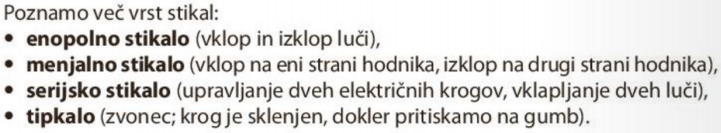 Poznamo več vrst stikal:
• enopolno stikalo (vklop in izklop luči),
• menjalno stikalo (vklop na eni strani hodnika, izklop na drugi strani hodnika),
• serijsko stikalo (upravljanje dveh električnih krogov, vklapljanje dveh luči),
• tipkalo (zvonec; krog je sklenjen, dokler pritiskamo na gumb).